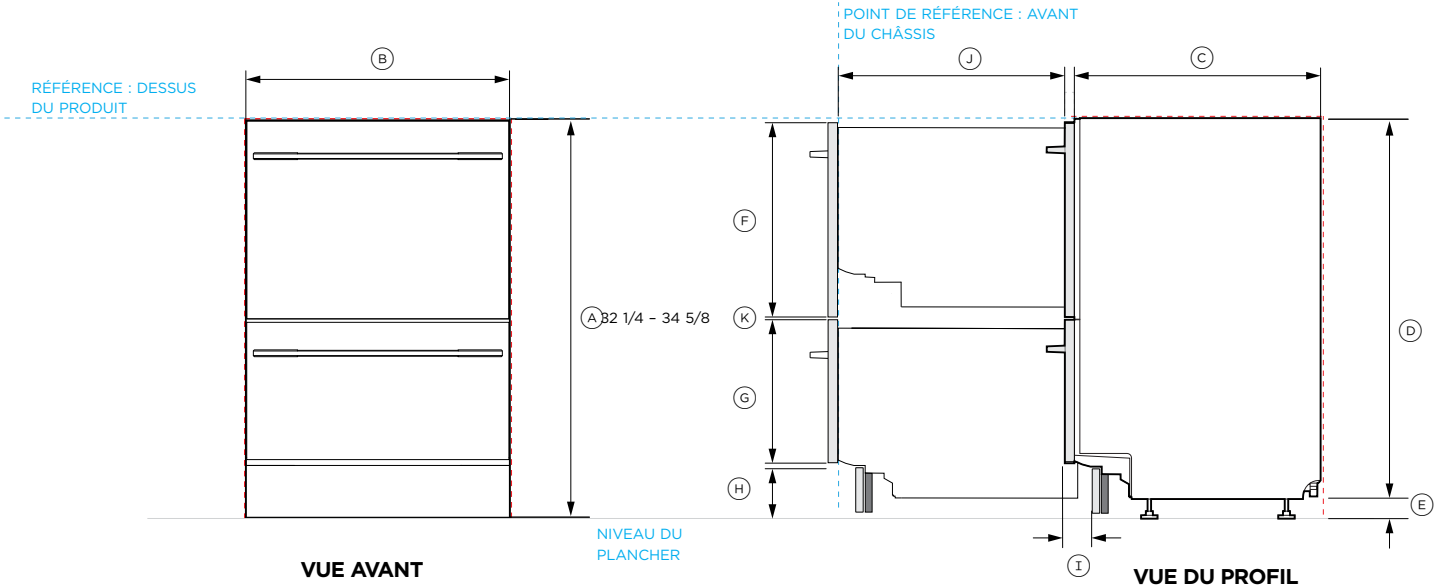 POINT DE RÉFÉRENCE : AVANT
DU CHÂSSIS
B
J
C
RÉFÉRENCE : DESSUS
DU PRODUIT
F
A 32 1/4 – 34 5/8
K
D
G
H
E
NIVEAU DU
PLANCHER
I
VUE AVANT
VUE DU PROFIL